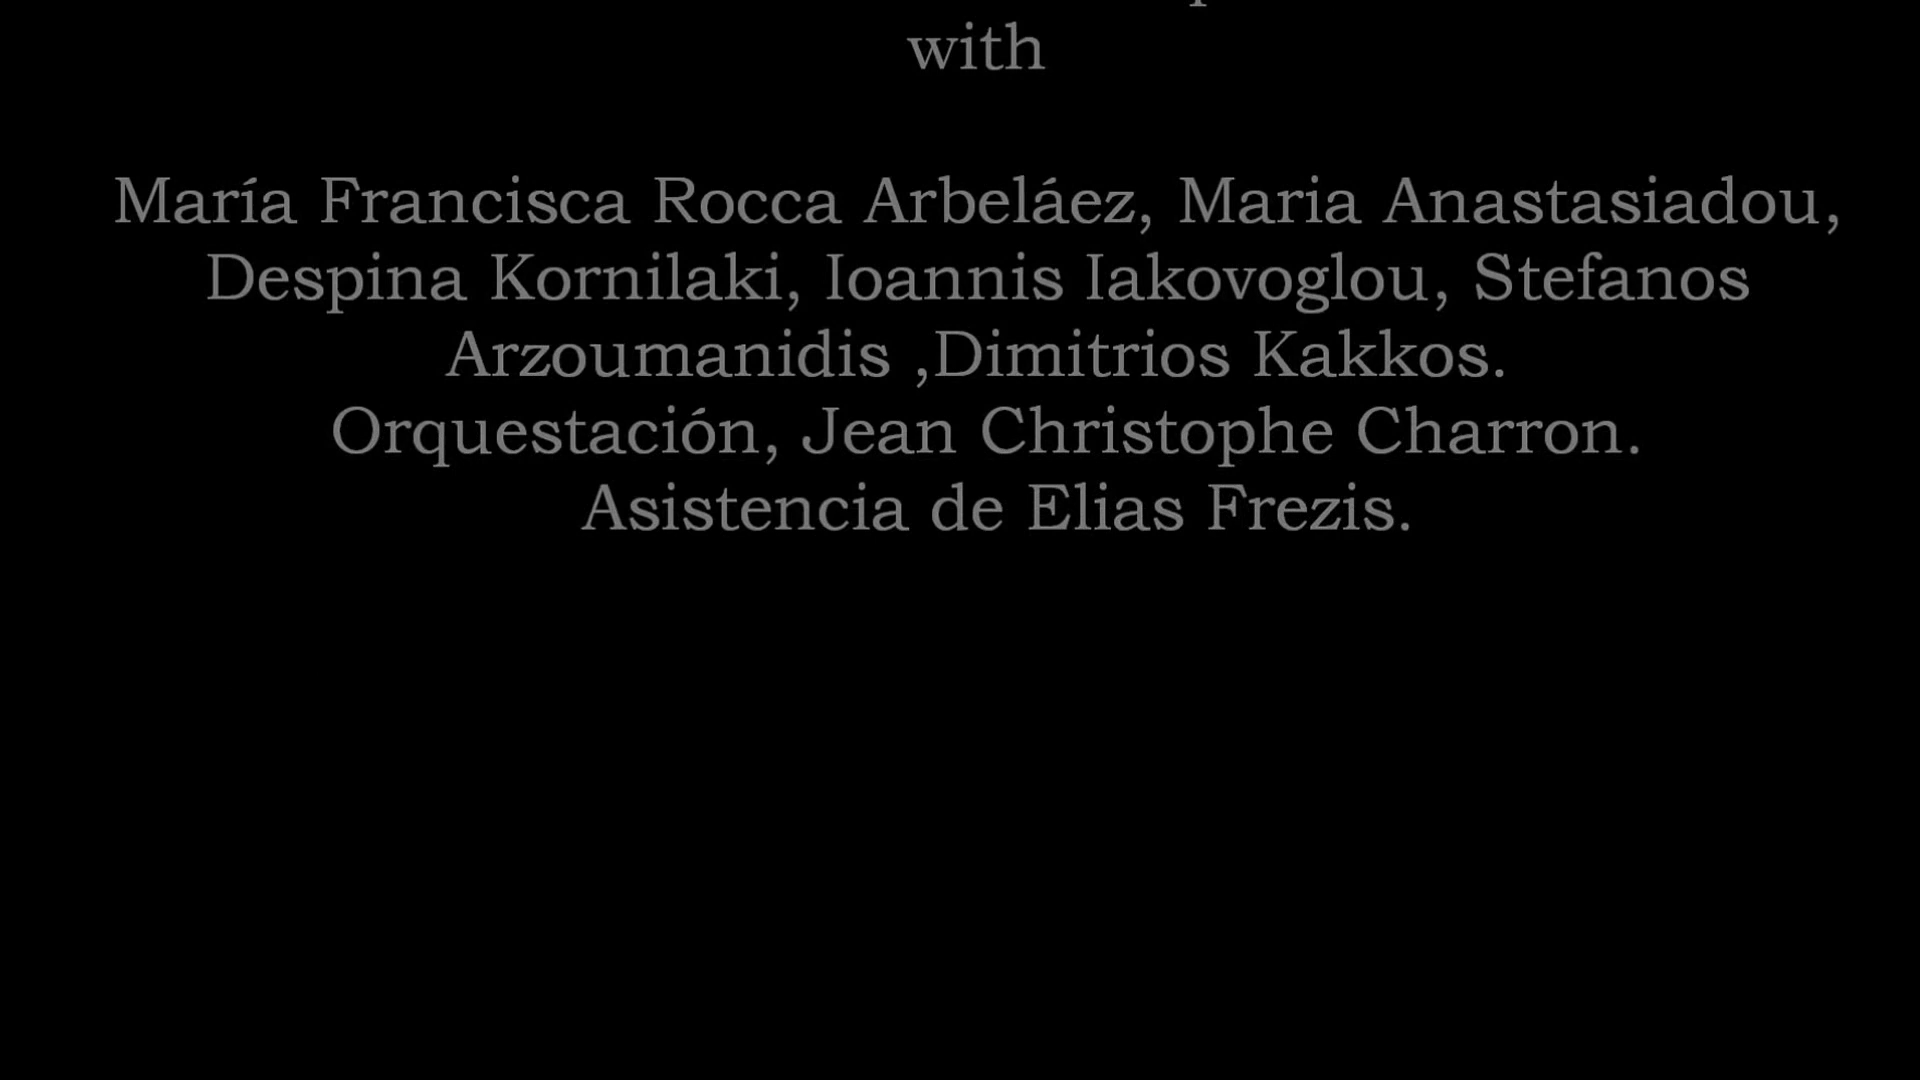 with
María Francisca Rocca Arbeláez, Maria Anastasiadou,
Despina Kornilaki, Ioannis Iakovoglou, Stefanos
Arzoumanidis ,Dimitrios Kakkos.
Orquestación, Jean Christophe Charron.
Asistencia de Elias Frezis.